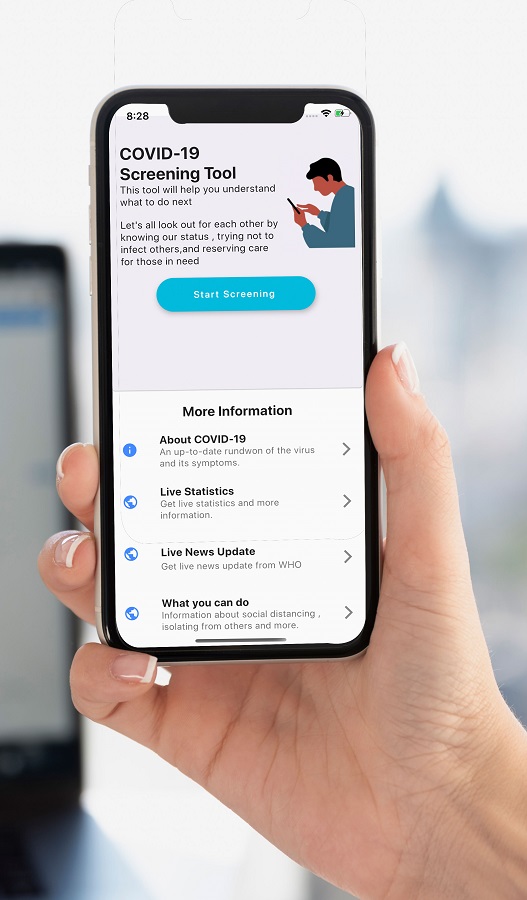 8:28
COVID-19
Screening Tool
This tool will help you understand
what to do next
Let's all look out for each other by
knowing our status , trying not to
infect others,and reserving care
for those in need
Start Screening
More Information
About COVID-19
An up-to-date rundwon of the virus
and its symptoms.
Live Statistics
Get live statistics and more
information.
Live News Update
Get live news update from WHO
What you can do
Information about social distancing ,
isolating from others and more.